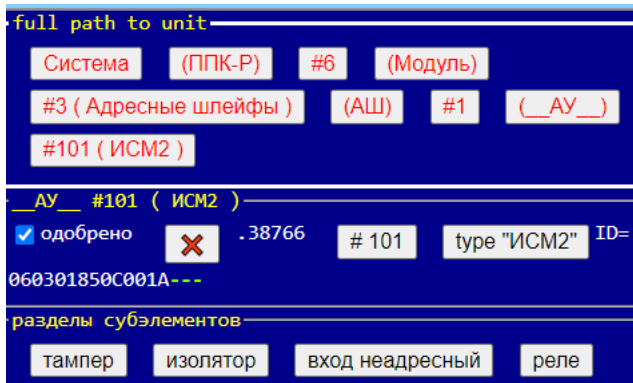 full path to unit
Система (ППК-Р) #6 (Модуль)
#3 ( Адресные шлейфы ) (АШ) #1 (__АУ__)
#101 ( ИСМ2 )
__АУ__ #101 ( ИСМ2 )
одобрено .38766 # 101 type "ИСМ2" ID=
060301850C001A---
разделы субэлементов
тампер изолятор вход неадресный реле